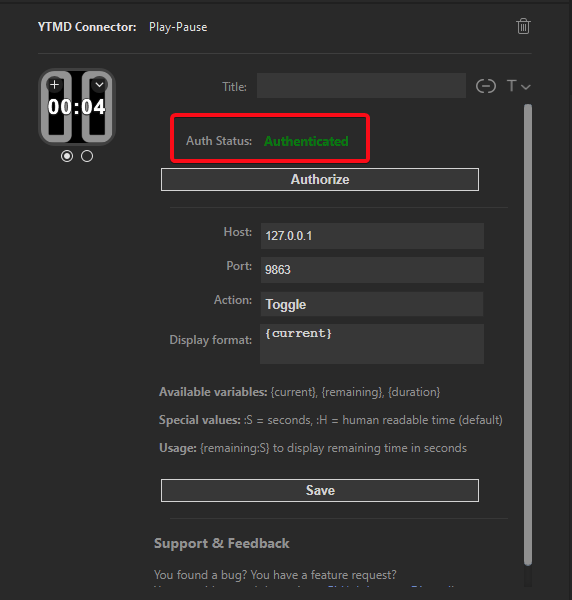 YTMD Connector: Play-Pause
00:04
Title:
T
Auth Status: Authenticated
Authorize
Host: 127.0.0.1
Port: 9863
Action: Toggle
Display format: {current}
Available variables: {current}, {remaining}, {duration}
Special values: :S = seconds, :H = human readable time (default)
Usage: {remaining:S} to display remaining time in seconds
Save
Support & Feedback
You found a bug? You have a feature request?